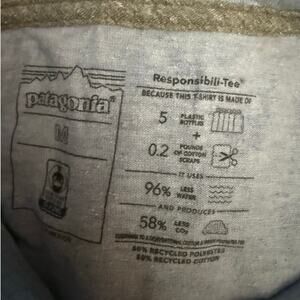 patagonia®
M
Responsibili-Tee®
BECAUSE THIS T-SHIRT IS MADE OF
5 PLASTIC BOTTLES
+
0.2 POUNDS OF COTTON SCRAPS
IT USES
96% LESS WATER
AND PRODUCES
58% LESS CO₂
50% RECYCLED POLYESTER
50% RECYCLED COTTON